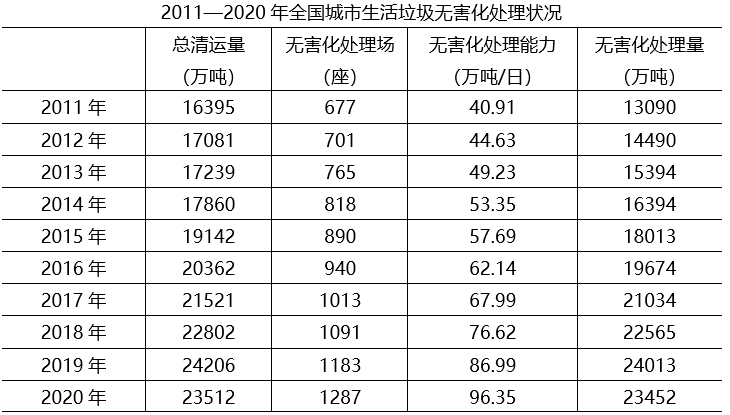 2011—2020 年全国城市生活垃圾无害化处理状况
总清运量（万吨） 无害化处理场（座） 无害化处理能力（万吨/日） 无害化处理量（万吨）
2011 年 16395 677 40.91 13090
2012 年 17081 701 44.63 14490
2013 年 17239 765 49.23 15394
2014 年 17860 818 53.35 16394
2015 年 19142 890 57.69 18013
2016 年 20362 940 62.14 19674
2017 年 21521 1013 67.99 21034
2018 年 22802 1091 76.62 22565
2019 年 24206 1183 86.99 24013
2020 年 23512 1287 96.35 23452